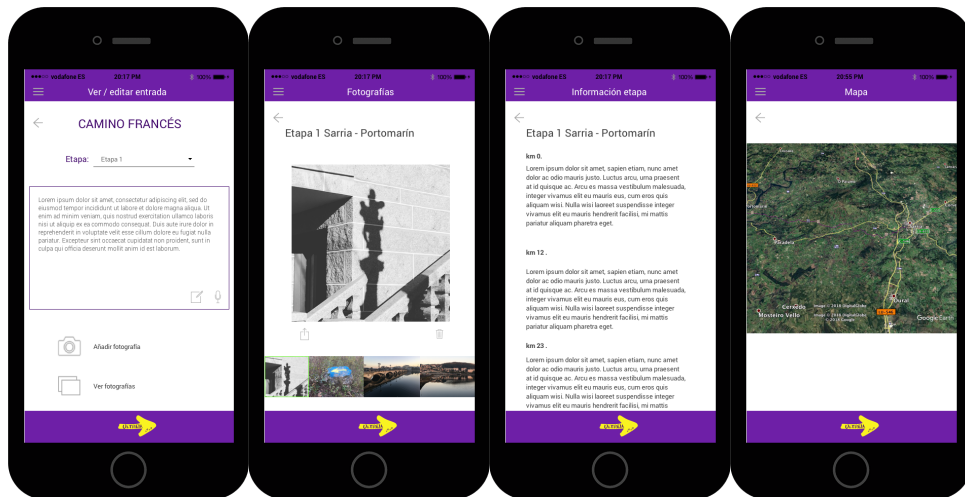 vodafone ES 20:17 PM 100%
Ver / editar entrada
CAMINO FRANCÉS
Etapa: Etapa 1
Lorem ipsum dolor sit amet, consectetur adipiscing elit, sed do
eiusmod tempor incididunt ut labore et dolore magna aliqua. Ut
enim ad minim veniam, quis nostrud exercitation ullamco laboris
nisi ut aliquip ex ea commodo consequat. Duis aute irure dolor in
reprehenderit in voluptate velit esse cillum dolore eu fugiat nulla
pariatur. Excepteur sint occaecat cupidatat non proident, sunt in
culpa qui officia deserunt mollit anim id est laborum.
Añadir fotografía
Ver fotografías
vodafone ES 20:17 PM 100%
Fotografías
Etapa 1 Sarria - Portomarín
vodafone ES 20:17 PM 100%
Información etapa
Etapa 1 Sarria - Portomarín
km 0.
Lorem ipsum dolor sit amet, sapien etiam, nunc amet
dolor ac odio mauris justo. Luctus arcu, urna praesent
at id quisque ac. Arcu es massa vestibulum malesuada,
integer vivamus elit eu mauris eus, cum eros quis
aliquam wisi. Nulla wisi laoreet suspendisse integer
vivamus elit eu mauris hendrerit facilisi, mi mattis
pariatur aliquam pharetra eget.
km 12 .
Lorem ipsum dolor sit amet, sapien etiam, nunc amet
dolor ac odio mauris justo. Luctus arcu, urna praesent
at id quisque ac. Arcu es massa vestibulum malesuada,
integer vivamus elit eu mauris eus, cum eros quis
aliquam wisi. Nulla wisi laoreet suspendisse integer
vivamus elit eu mauris hendrerit facilisi, mi mattis
pariatur aliquam pharetra eget.
km 23 .
Lorem ipsum dolor sit amet, sapien etiam, nunc amet
dolor ac odio mauris justo. Luctus arcu, urna praesent
at id quisque ac. Arcu es massa vestibulum malesuada,
integer vivamus elit eu mauris eus, cum eros quis
aliquam wisi. Nulla wisi laoreet suspendisse integer
vivamus elit eu mauris hendrerit facilisi, mi mattis
vodafone ES 20:55 PM 100%
Mapa
Mosteiro Vello
Google Earth